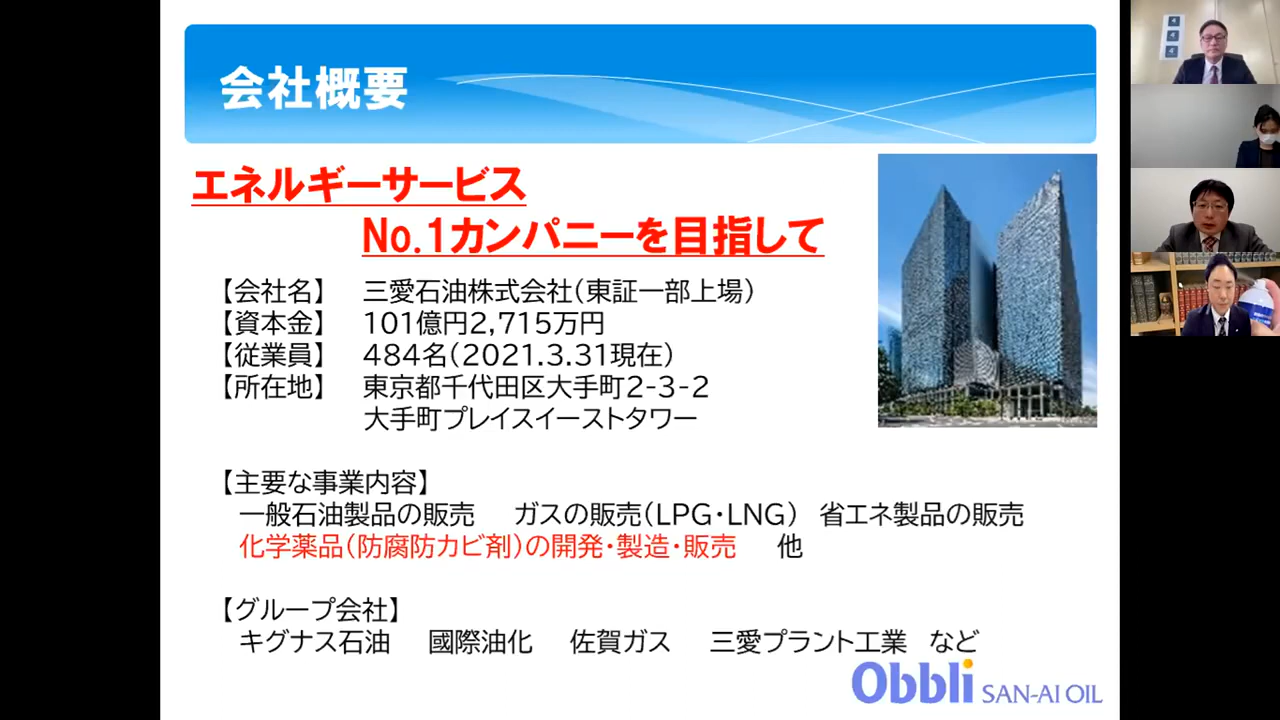 会社概要
エネルギーサービス
No.1カンパニーを目指して
【会社名】 三愛石油株式会社(東証一部上場)
【資本金】 101億円2,715万円
【従業員】 484名(2021.3.31現在)
【所在地】 東京都千代田区大手町2-3-2
大手町プレイスイーストタワー
【主要な事業内容】
一般石油製品の販売 ガスの販売(LPG・LNG) 省エネ製品の販売
化学薬品(防腐防カビ剤)の開発・製造・販売 他
【グループ会社】
キグナス石油 國際油化 佐賀ガス 三愛プラント工業 など
Obbli SAN-AI OIL